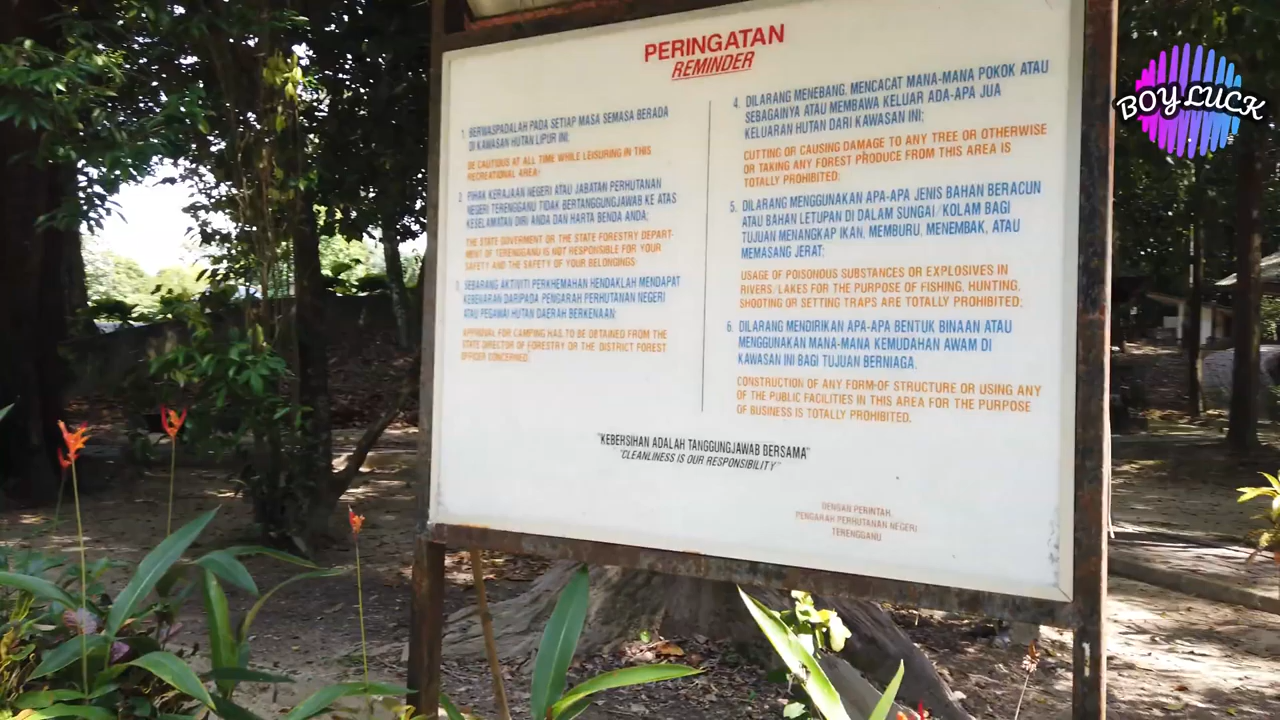 PERINGATAN
REMINDER
1. BERWASPADALAH PADA SETIAP MASA SEMASA BERADA
DI KAWASAN HUTAN LIPUR INI;
BE CAUTIOUS AT ALL TIME WHILE LEISURING IN THIS
RECREATIONAL AREA;
2. PIHAK KERAJAAN NEGERI ATAU JABATAN PERHUTANAN
NEGERI TERENGGANU TIDAK BERTANGGUNGJAWAB KE ATAS
KESELAMATAN DIRI ANDA DAN HARTA BENDA ANDA;
THE STATE GOVERMENT OR THE STATE FORESTRY DEPART-
MENT OF TERENGGANU IS NOT RESPONSIBLE FOR YOUR
SAFETY AND THE SAFETY OF YOUR BELONGINGS;
3. SEBARANG AKTIVITI PERKHEMAHAN HENDAKLAH MENDAPAT
KEBENARAN DARIPADA PENGARAH PERHUTANAN NEGERI
ATAU PEGAWAI HUTAN DAERAH BERKENAAN;
APPROVAL FOR CAMPING HAS TO BE OBTAINED FROM THE
STATE DIRECTOR OF FORESTRY OR THE DISTRICT FOREST
OFFICER CONCERNED.
4. DILARANG MENEBANG, MENCACAT MANA-MANA POKOK ATAU
SEBAGAINYA ATAU MEMBAWA KELUAR ADA-APA JUA
KELUARAN HUTAN DARI KAWASAN INI;
CUTTING OR CAUSING DAMAGE TO ANY TREE OR OTHERWISE
OR TAKING ANY FOREST PRODUCE FROM THIS AREA IS
TOTALLY PROHIBITED;
5. DILARANG MENGGUNAKAN APA-APA JENIS BAHAN BERACUN
ATAU BAHAN LETUPAN DI DALAM SUNGAI/KOLAM BAGI
TUJUAN MENANGKAP IKAN, MEMBURU, MENEMBAK, ATAU
MEMASANG JERAT;
USAGE OF POISONOUS SUBSTANCES OR EXPLOSIVES IN
RIVERS/LAKES FOR THE PURPOSE OF FISHING, HUNTING,
SHOOTING OR SETTING TRAPS ARE TOTALLY PROHIBITED;
6. DILARANG MENDIRIKAN APA-APA BENTUK BINAAN ATAU
MENGGUNAKAN MANA-MANA KEMUDAHAN AWAM DI
KAWASAN INI BAGI TUJUAN BERNIAGA.
CONSTRUCTION OF ANY FORM-OF STRUCTURE OR USING ANY
OF THE PUBLIC FACILITIES IN THIS AREA FOR THE PURPOSE
OF BUSINESS IS TOTALLY PROHIBITED.
"KEBERSIHAN ADALAH TANGGUNGJAWAB BERSAMA"
"CLEANLINESS IS OUR RESPONSIBILITY"
DENGAN PERINTAH,
PENGARAH PERHUTANAN NEGERI
TERENGGANU
BOY LUCK